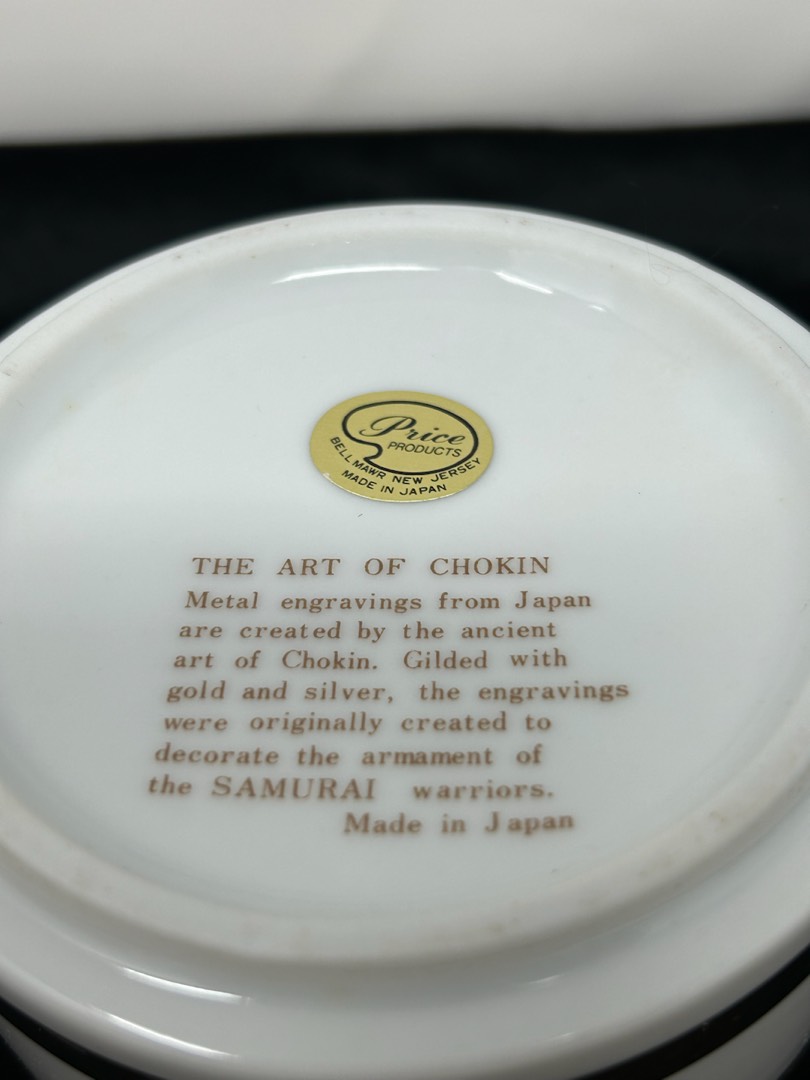 Price
PRODUCTS
BELLMAWR NEW JERSEY
MADE IN JAPAN
THE ART OF CHOKIN
Metal engravings from Japan
are created by the ancient
art of Chokin. Gilded with
gold and silver, the engravings
were originally created to
decorate the armament of
the SAMURAI warriors.
Made in Japan